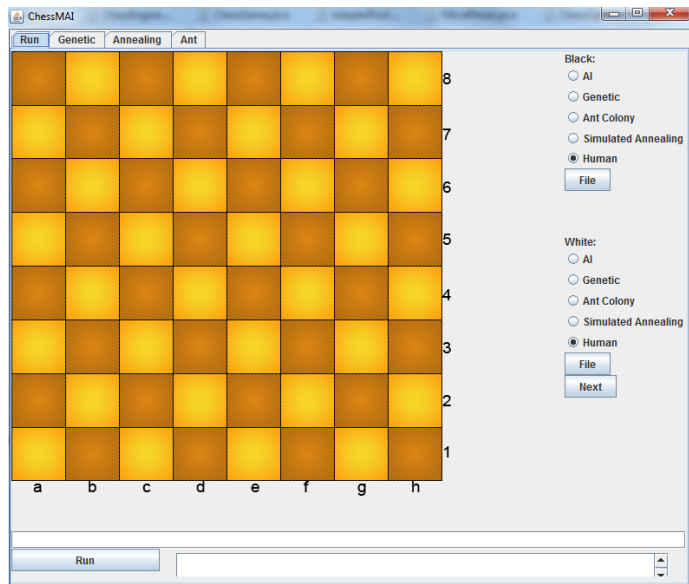 ChessMAI
Run Genetic Annealing Ant
8
7
6
5
4
3
2
1
a b c d e f g h
Black:
AI
Genetic
Ant Colony
Simulated Annealing
Human
File
White:
AI
Genetic
Ant Colony
Simulated Annealing
Human
File
Next
Run